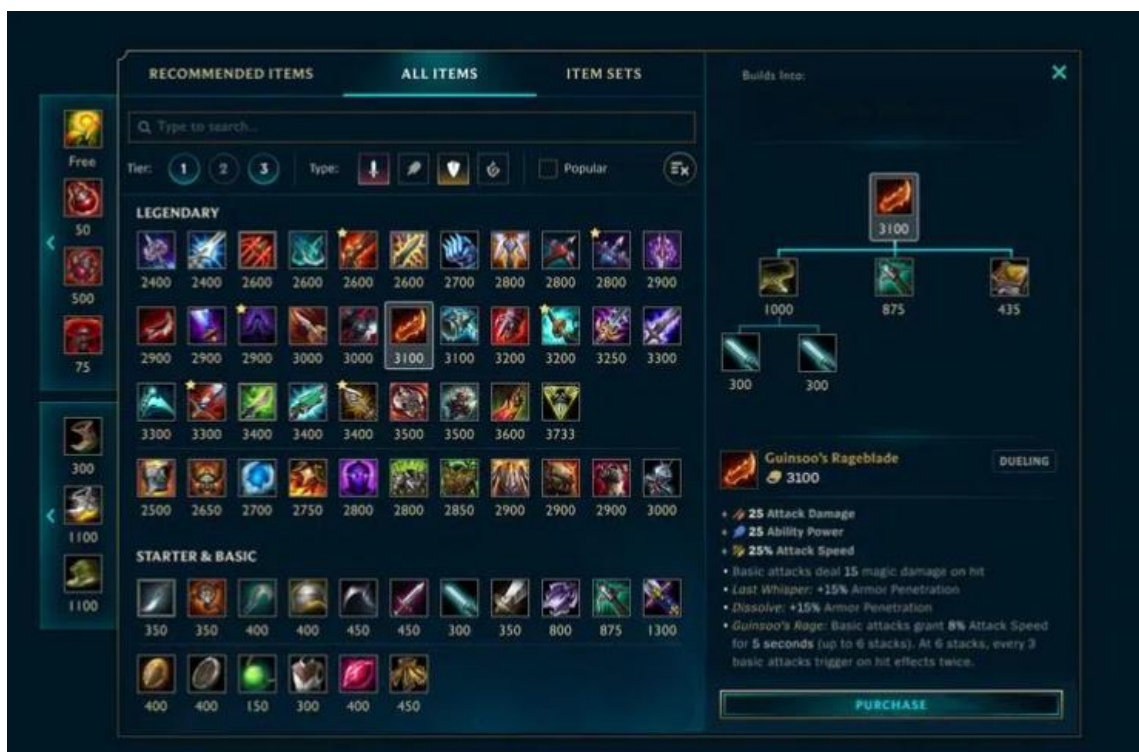 RECOMMENDED ITEMS ALL ITEMS ITEM SETS
Builds Into:
Type to search...
Tier: 1 2 3 Type: Popular
Free
50
500
75
300
1100
1100
LEGENDARY
2400 2400 2600 2600 2600 2600 2700 2800 2800 2800 2900
2900 2900 2900 3000 3000 3100 3100 3200 3200 3250 3300
3300 3300 3400 3400 3400 3500 3500 3600 3733
2500 2650 2700 2750 2800 2800 2850 2900 2900 2900 3000
STARTER & BASIC
350 350 400 400 450 450 300 350 800 875 1300
400 400 150 300 400 450
3100
1000 875 435
300 300
Guinsoo's Rageblade DUELING
3100
+ 25 Attack Damage
+ 25 Ability Power
+ 25% Attack Speed
• Basic attacks deal 15 magic damage on hit
• Last Whisper: +15% Armor Penetration
• Dissolve: +15% Armor Penetration
• Guinsoo's Rage: Basic attacks grant 8% Attack Speed
for 5 seconds (up to 6 stacks). At 6 stacks, every 3
basic attacks trigger on hit effects twice.
PURCHASE